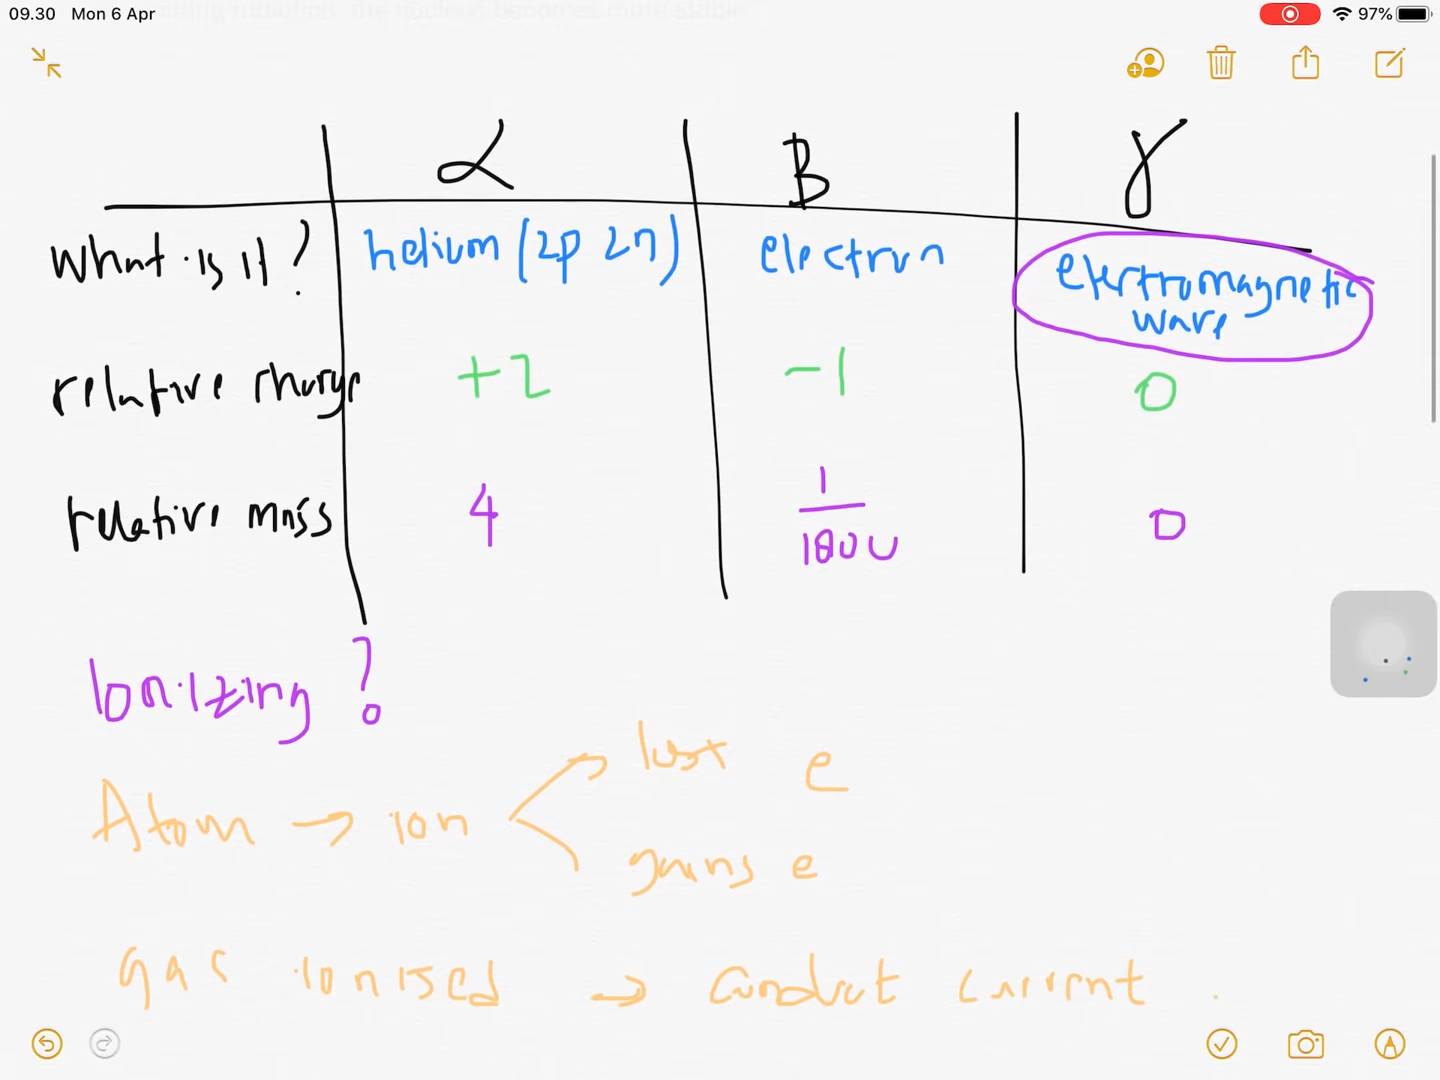 09.30 Mon 6 Apr 97%
α B γ
What is it? helium (2p 2n) electron electromagnetic
wave
relative charge +2 -1 0
relative mass 4 1/1800 0
Ionizing?
lost e
Atom → ion
gains e
gas ionised → conduct current.